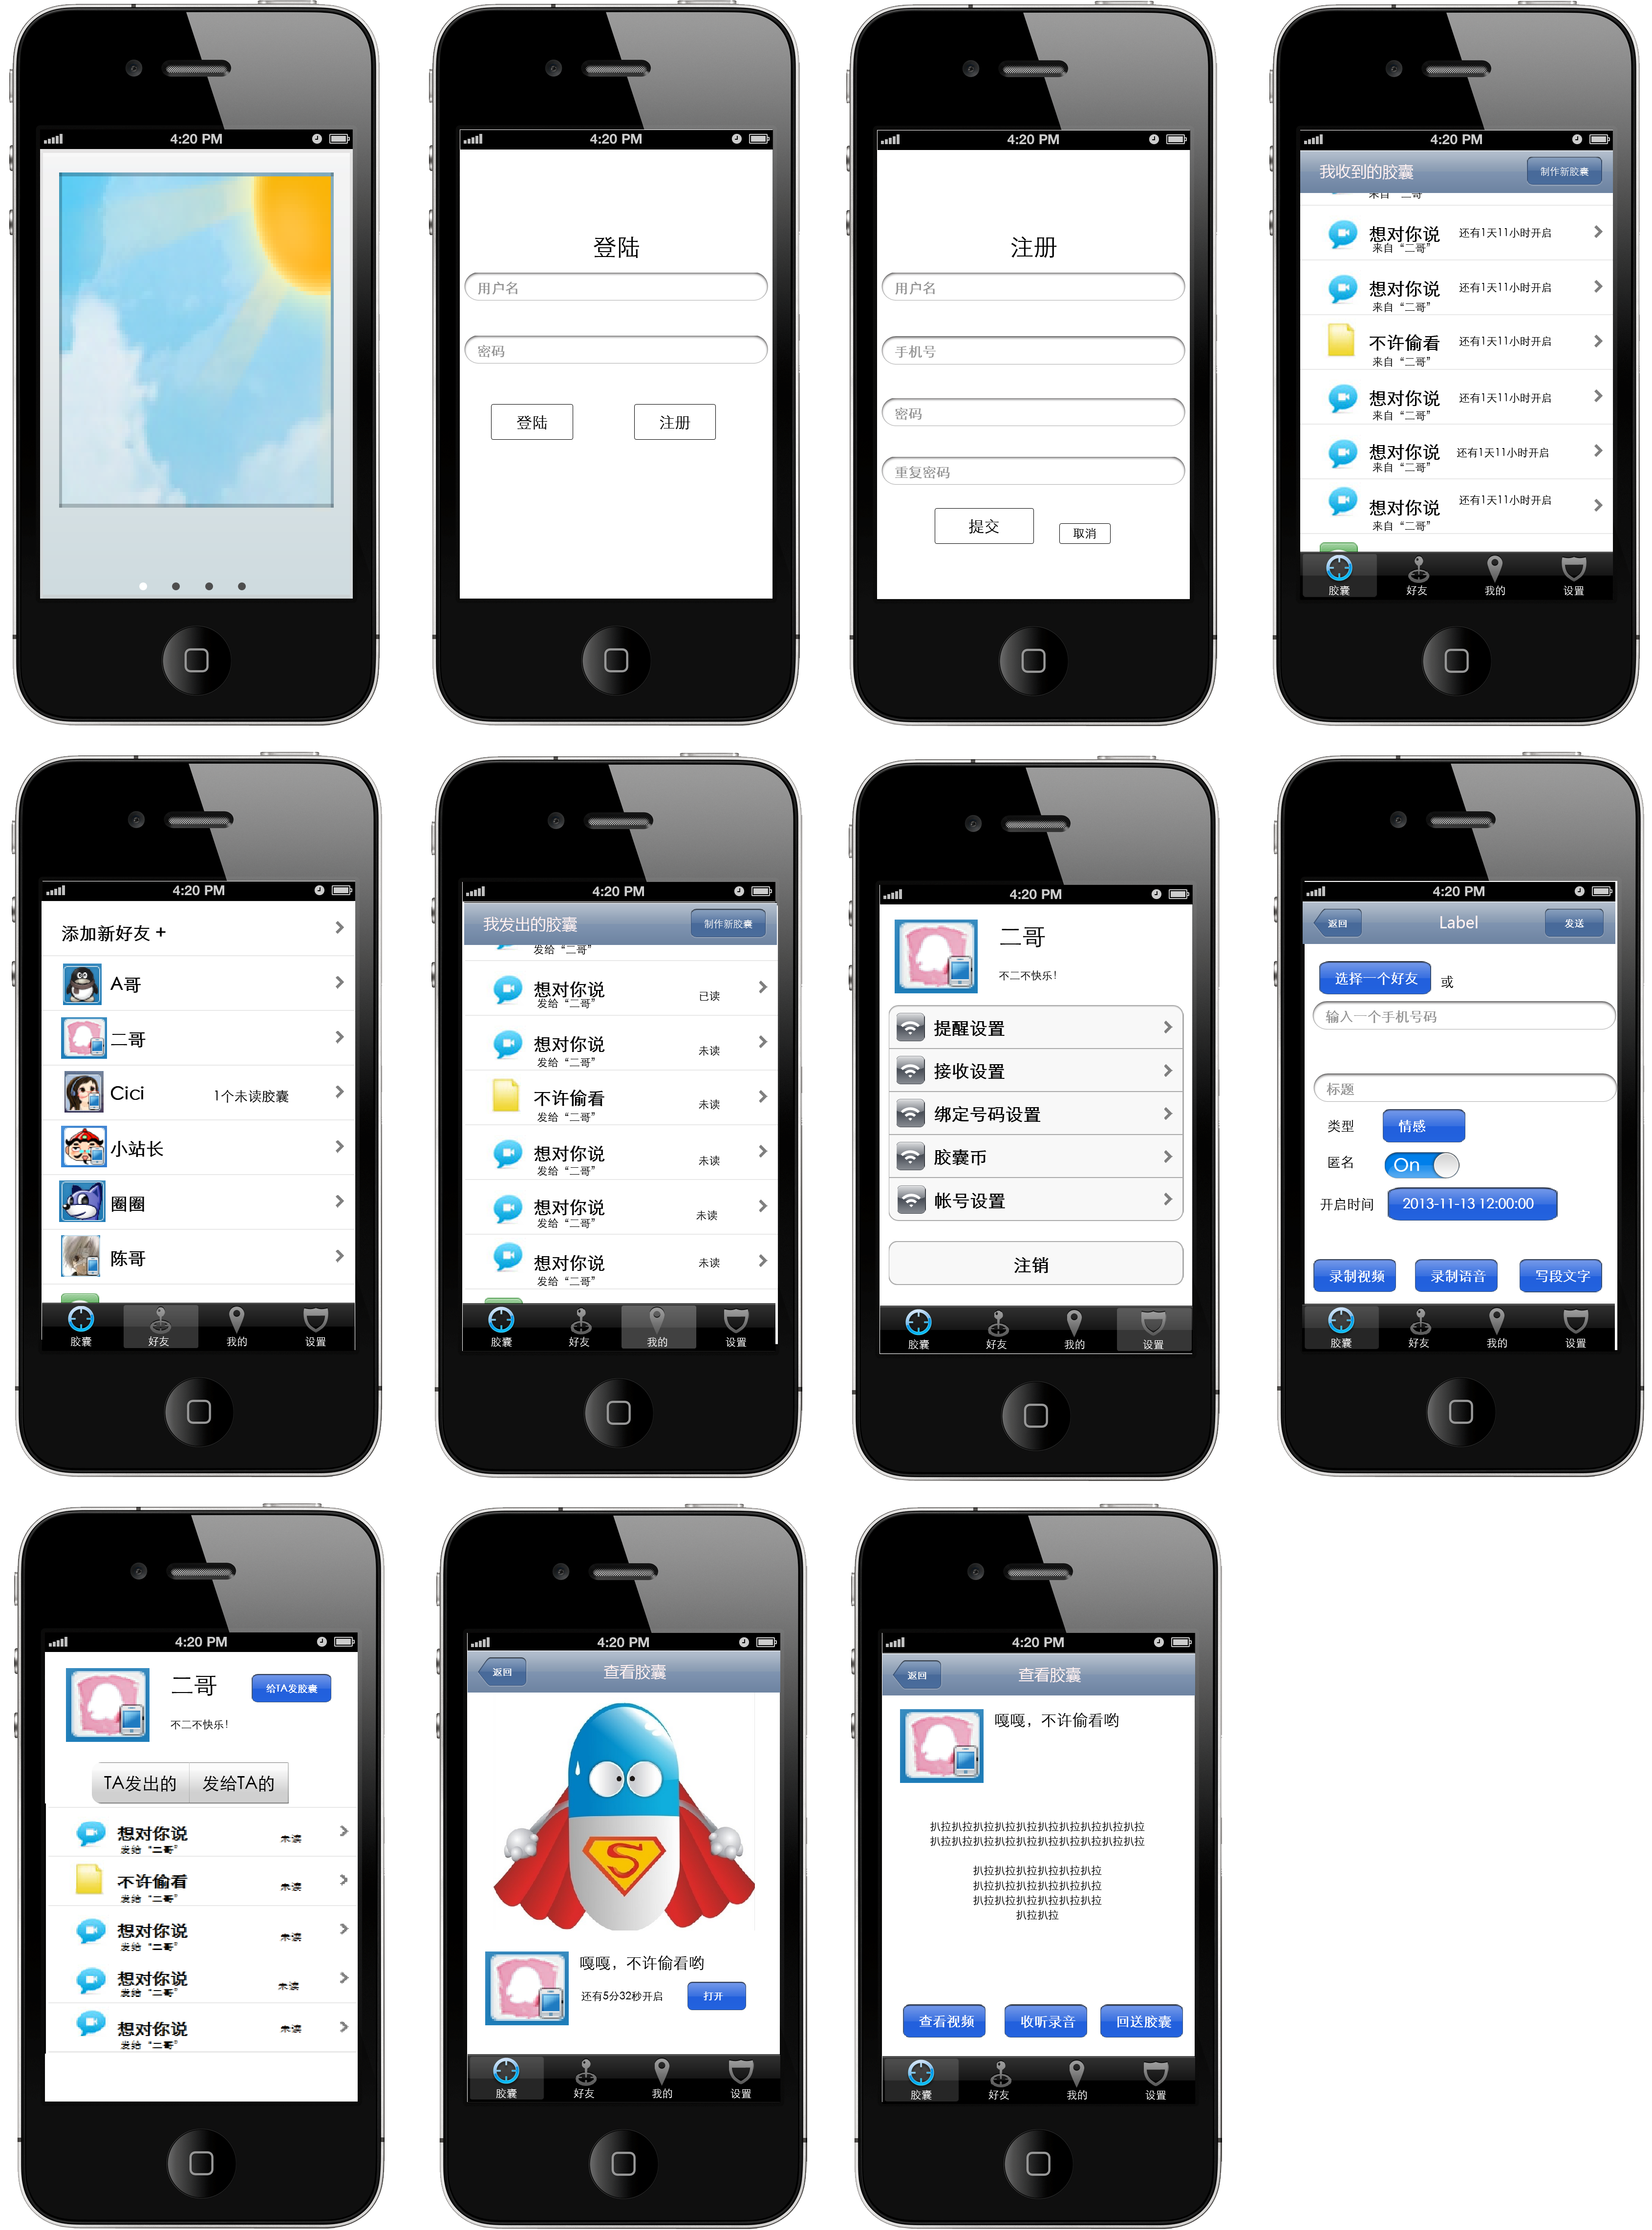 4:20 PM
4:20 PM
登陆
用户名
密码
登陆
注册
4:20 PM
注册
用户名
手机号
密码
重复密码
提交
取消
4:20 PM
我收到的胶囊
制作新胶囊
来自 “二哥”
想对你说
还有1天11小时开启
来自 “二哥”
想对你说
还有1天11小时开启
来自 “二哥”
不许偷看
还有1天11小时开启
来自 “二哥”
想对你说
还有1天11小时开启
来自 “二哥”
想对你说
还有1天11小时开启
来自 “二哥”
想对你说
还有1天11小时开启
来自 “二哥”
胶囊
好友
我的
设置
4:20 PM
添加新好友 +
A哥
二哥
Cici
1个未读胶囊
小站长
圈圈
陈哥
胶囊
好友
我的
设置
4:20 PM
我发出的胶囊
制作新胶囊
发给 “二哥”
想对你说
已读
发给 “二哥”
想对你说
未读
发给 “二哥”
不许偷看
未读
发给 “二哥”
想对你说
未读
发给 “二哥”
想对你说
未读
发给 “二哥”
想对你说
未读
发给 “二哥”
胶囊
好友
我的
设置
4:20 PM
二哥
不二不快乐！
提醒设置
接收设置
绑定号码设置
胶囊币
帐号设置
注销
胶囊
好友
我的
设置
4:20 PM
返回
Label
发送
选择一个好友
或
输入一个手机号码
标题
类型
情感
匿名
On
开启时间
2013-11-13 12:00:00
录制视频
录制语音
写段文字
胶囊
好友
我的
设置
4:20 PM
二哥
给TA发胶囊
不二不快乐！
TA发出的
发给TA的
想对你说
未读
发给 “二哥”
不许偷看
未读
发给 “二哥”
想对你说
未读
发给 “二哥”
想对你说
未读
发给 “二哥”
想对你说
未读
发给 “二哥”
4:20 PM
返回
查看胶囊
S
嘎嘎，不许偷看哟
还有5分32秒开启
打开
胶囊
好友
我的
设置
4:20 PM
返回
查看胶囊
嘎嘎，不许偷看哟
扒拉扒拉扒拉扒拉扒拉扒拉扒拉扒拉扒拉扒拉
扒拉扒拉扒拉扒拉扒拉扒拉扒拉扒拉扒拉扒拉
扒拉扒拉扒拉扒拉扒拉扒拉
扒拉扒拉扒拉扒拉扒拉扒拉
扒拉扒拉扒拉扒拉扒拉扒拉
扒拉扒拉
查看视频
收听录音
回送胶囊
胶囊
好友
我的
设置